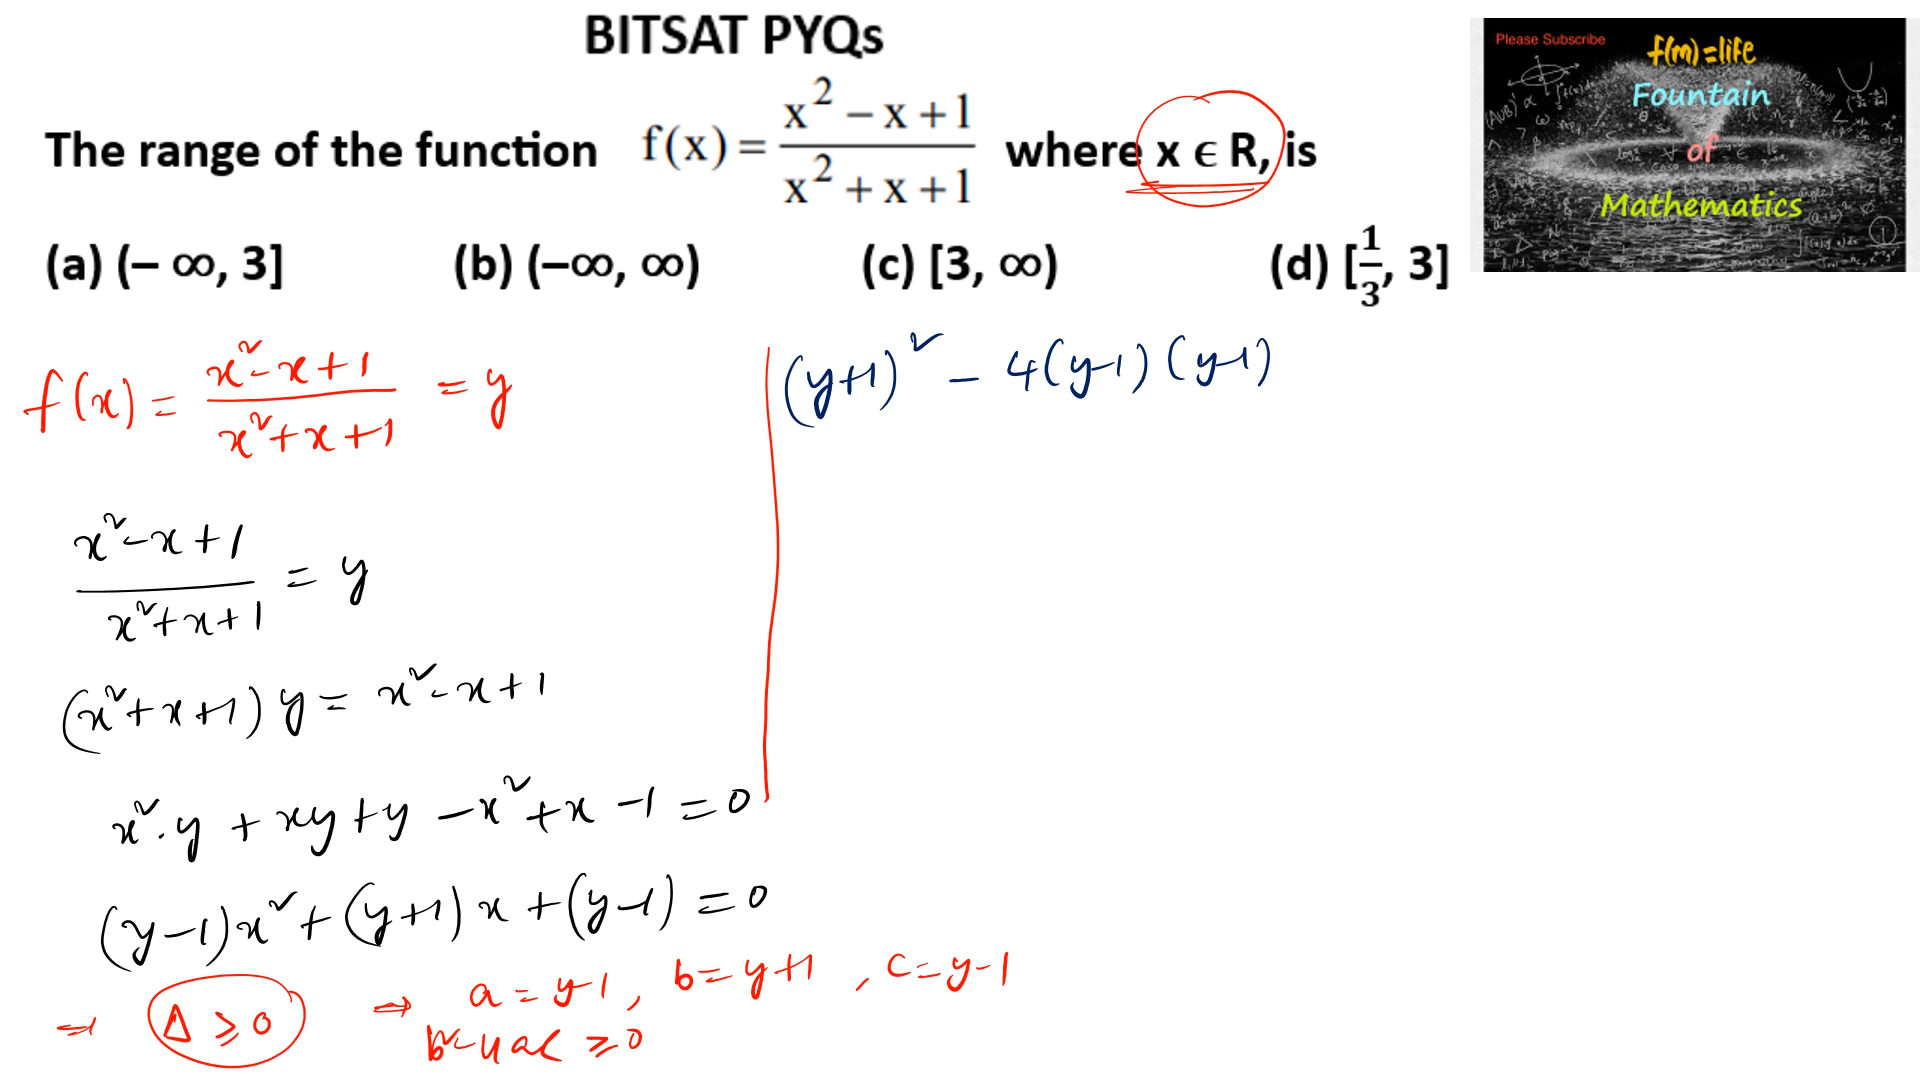 BITSAT PYQs
The range of the function f(x) = (x² − x + 1)/(x² + x + 1) where x ∈ R, is
(a) (– ∞, 3] (b) (–∞, ∞) (c) [3, ∞) (d) [1/3, 3]
Please Subscribe
f(m)=life
Fountain
of
Mathematics
f(x) = (x² - x + 1)/(x² + x + 1) = y
(x² - x + 1)/(x² + x + 1) = y
(x² + x + 1) y = x² - x + 1
x².y + xy + y - x² + x - 1 = 0
(y-1)x² + (y+1)x + (y-1) = 0
⇒ Δ ≥ 0 ⇒ a = y-1, b = y+1, c = y-1
b² - 4ac ≥ 0
(y+1)² - 4(y-1)(y-1)